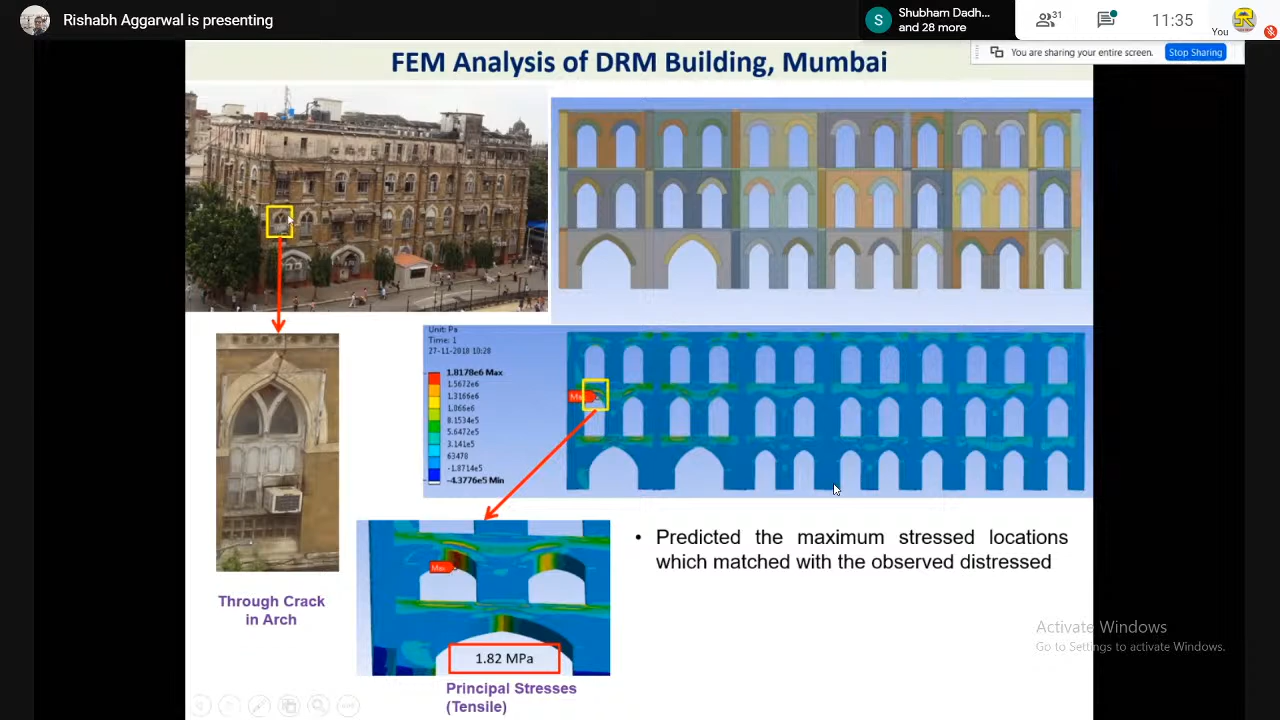 Rishabh Aggarwal is presenting
S
Shubham Dadh...
and 28 more
31
11:35
You
You are sharing your entire screen.
Stop Sharing
FEM Analysis of DRM Building, Mumbai
Unit: Pa
Time: 1
27-11-2018 10:28
1.8178e6 Max
1.5672e6
1.3166e6
1.066e6
8.1534e5
5.6472e5
3.141e5
63470
-1.8714e5
-4.3776e5 Min
Max
Max
1.82 MPa
Through Crack
in Arch
Principal Stresses
(Tensile)
• Predicted the maximum stressed locations
which matched with the observed distressed
Activate Windows
Go to Settings to activate Windows.